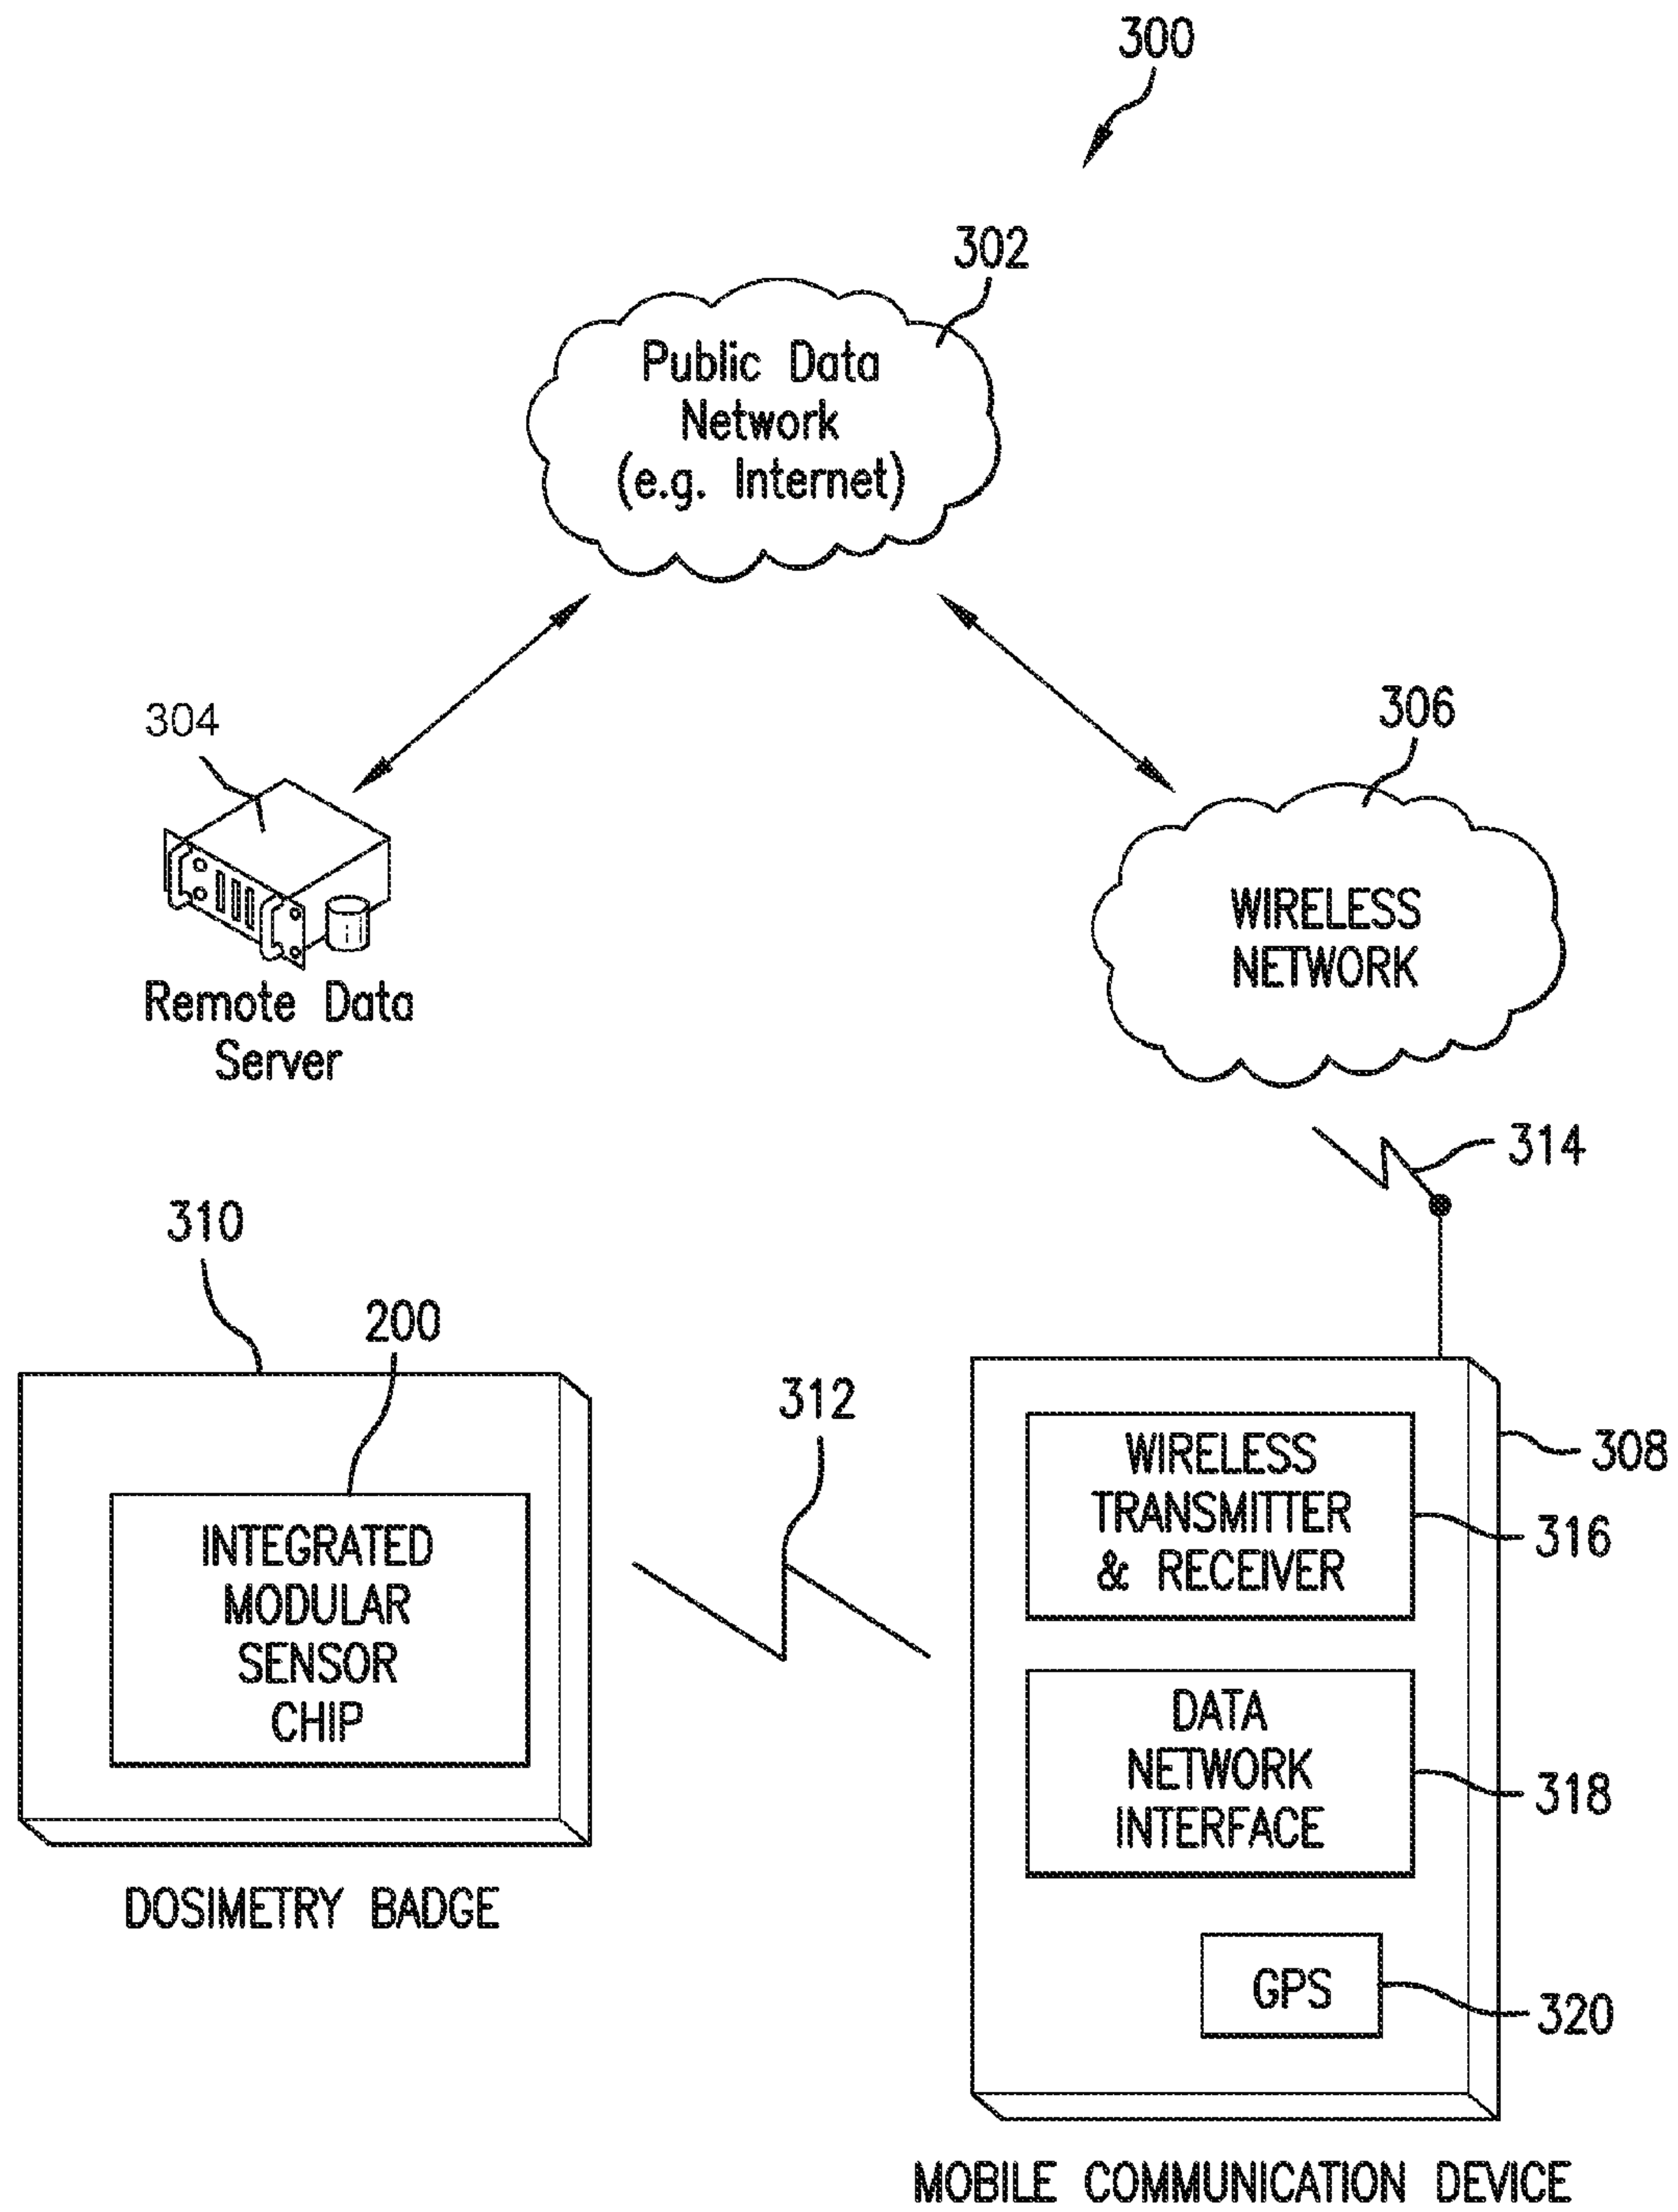 300
302
Public Data
Network
(e.g. Internet)
304
306
Remote Data
Server
WIRELESS
NETWORK
314
310
200
312
INTEGRATED
MODULAR
SENSOR
CHIP
DOSIMETRY BADGE
308
WIRELESS
TRANSMITTER
& RECEIVER
316
DATA
NETWORK
INTERFACE
318
GPS
320
MOBILE COMMUNICATION DEVICE